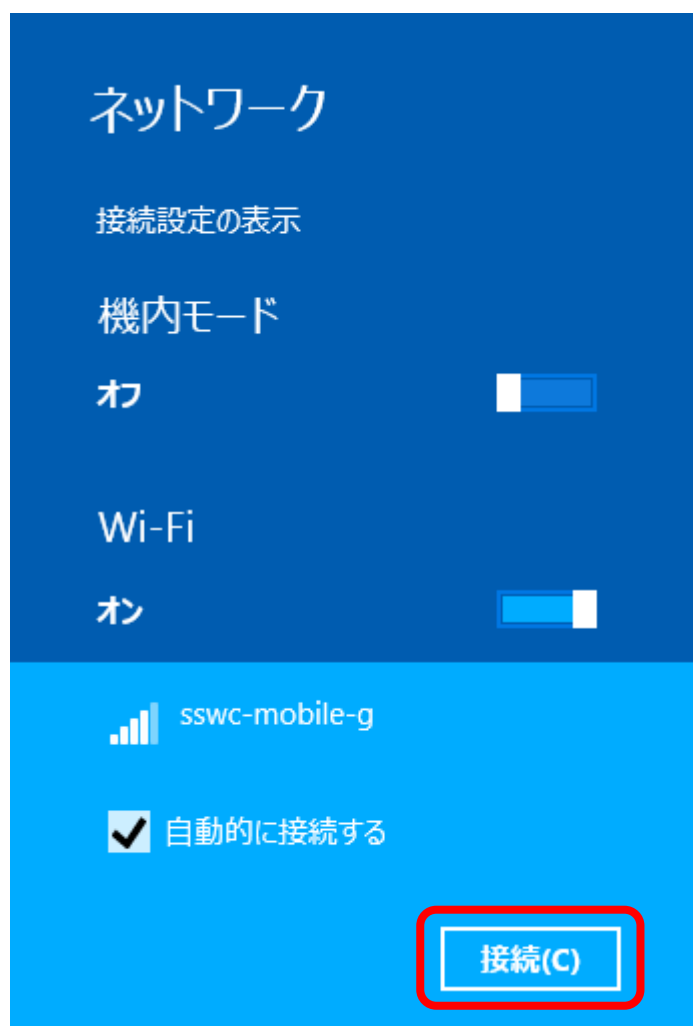 ネットワーク
接続設定の表示
機内モード
オフ
Wi-Fi
オン
sswc-mobile-g
自動的に接続する
接続(C)